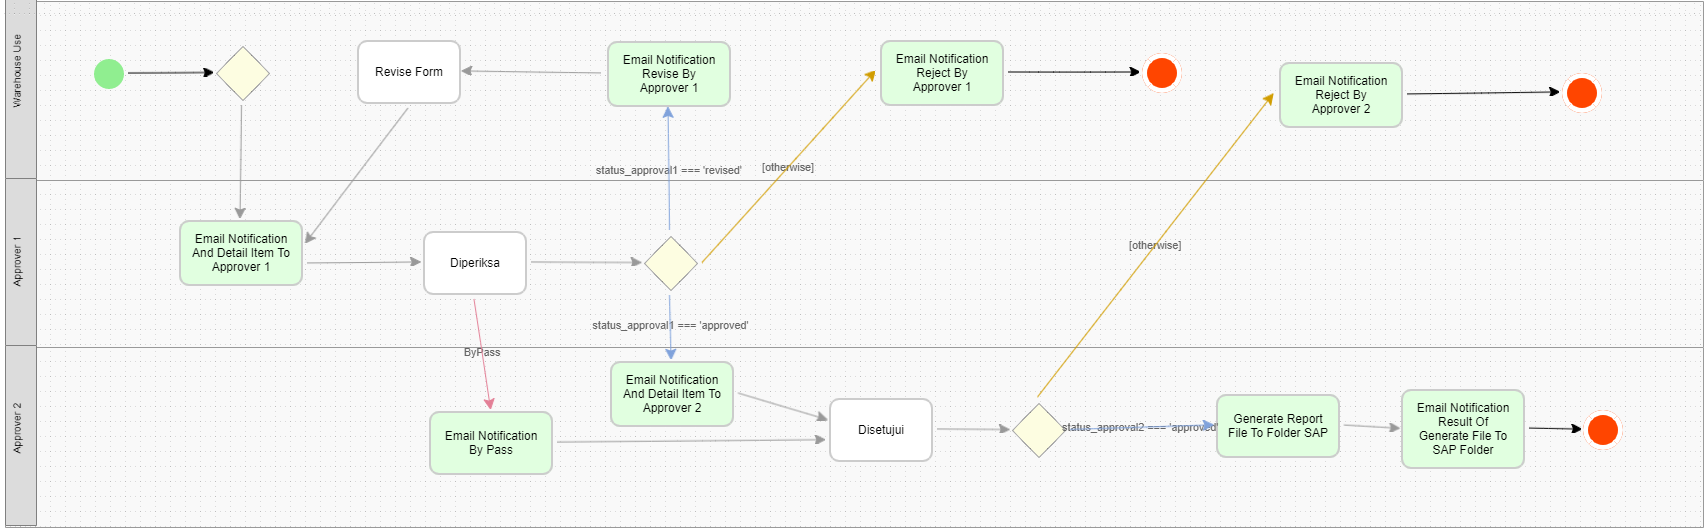 Warehouse Use
Revise Form
Email Notification
Revise By
Approver 1
Email Notification
Reject By
Approver 1
Email Notification
Reject By
Approver 2
status_approval1 === 'revised'
[otherwise]
Approver 1
Email Notification
And Detail Item To
Approver 1
Diperiksa
[otherwise]
status_approval1 === 'approved'
ByPass
Approver 2
Email Notification
And Detail Item To
Approver 2
Email Notification
By Pass
Disetujui
status_approval2 === 'approved'
Generate Report
File To Folder SAP
Email Notification
Result Of
Generate File To
SAP Folder